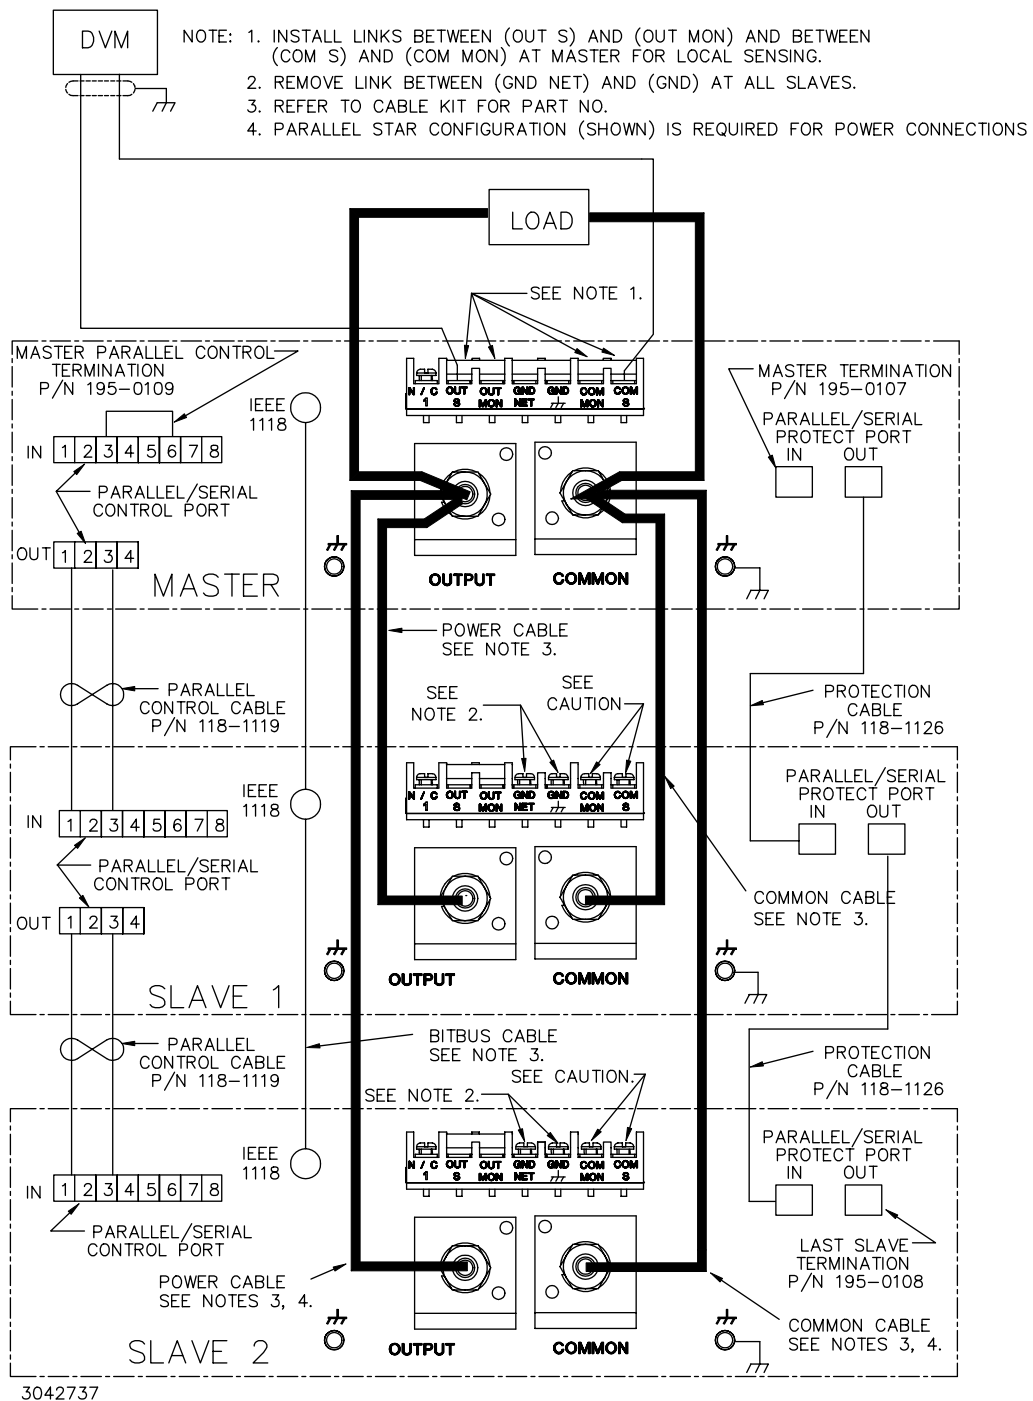 DVM
NOTE: 1. INSTALL LINKS BETWEEN (OUT S) AND (OUT MON) AND BETWEEN
(COM S) AND (COM MON) AT MASTER FOR LOCAL SENSING.
2. REMOVE LINK BETWEEN (GND NET) AND (GND) AT ALL SLAVES.
3. REFER TO CABLE KIT FOR PART NO.
4. PARALLEL STAR CONFIGURATION (SHOWN) IS REQUIRED FOR POWER CONNECTIONS
LOAD
SEE NOTE 1.
MASTER PARALLEL CONTROL
TERMINATION
P/N 195-0109
IEEE
1118
N / C OUT OUT GND GND COM COM
1 S MON NET MON S
MASTER TERMINATION
P/N 195-0107
PARALLEL/SERIAL
PROTECT PORT
IN OUT
IN 1 2 3 4 5 6 7 8
PARALLEL/SERIAL
CONTROL PORT
OUT 1 2 3 4
MASTER
OUTPUT COMMON
POWER CABLE
SEE NOTE 3.
PARALLEL
CONTROL CABLE
P/N 118-1119
SEE
NOTE 2.
SEE
CAUTION
PROTECTION
CABLE
P/N 118-1126
IEEE
1118
N / C OUT OUT GND GND COM COM
1 S MON NET MON S
PARALLEL/SERIAL
PROTECT PORT
IN OUT
IN 1 2 3 4 5 6 7 8
PARALLEL/SERIAL
CONTROL PORT
OUT 1 2 3 4
COMMON CABLE
SEE NOTE 3.
SLAVE 1
OUTPUT COMMON
PARALLEL
CONTROL CABLE
P/N 118-1119
BITBUS CABLE
SEE NOTE 3.
SEE CAUTION.
SEE NOTE 2.
PROTECTION
CABLE
P/N 118-1126
IEEE
1118
N / C OUT OUT GND GND COM COM
1 S MON NET MON S
PARALLEL/SERIAL
PROTECT PORT
IN OUT
IN 1 2 3 4 5 6 7 8
PARALLEL/SERIAL
CONTROL PORT
LAST SLAVE
TERMINATION
P/N 195-0108
POWER CABLE
SEE NOTES 3, 4.
COMMON CABLE
SEE NOTES 3, 4.
SLAVE 2
OUTPUT COMMON
3042737